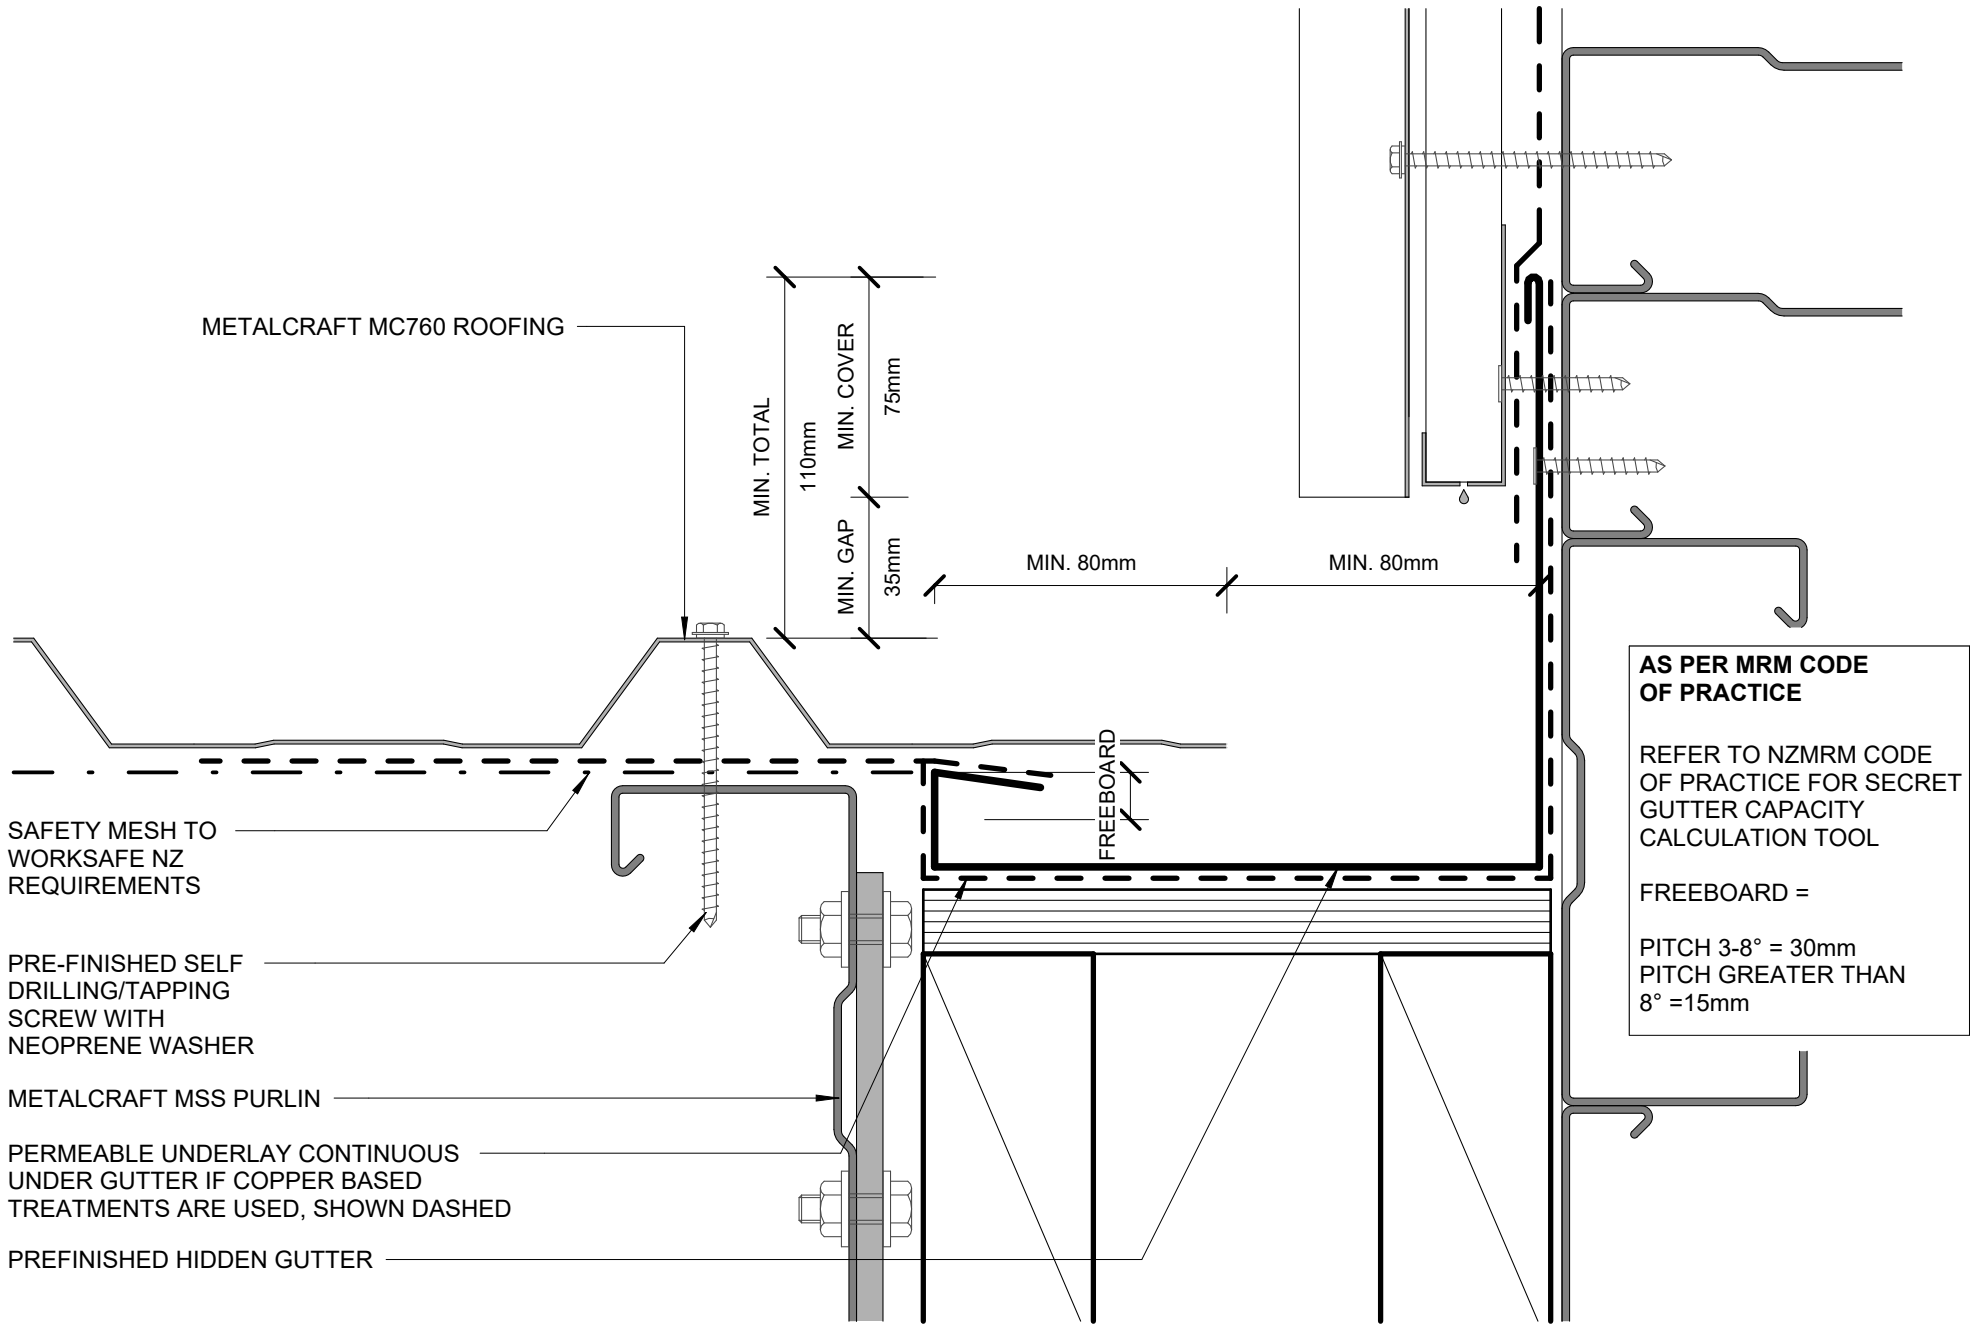 METALCRAFT MC760 ROOFING
MIN. TOTAL
110mm
MIN. COVER
75mm
MIN. GAP
35mm
MIN. 80mm
MIN. 80mm
FREEBOARD
SAFETY MESH TO
WORKSAFE NZ
REQUIREMENTS
PRE-FINISHED SELF
DRILLING/TAPPING
SCREW WITH
NEOPRENE WASHER
METALCRAFT MSS PURLIN
PERMEABLE UNDERLAY CONTINUOUS
UNDER GUTTER IF COPPER BASED
TREATMENTS ARE USED, SHOWN DASHED
PREFINISHED HIDDEN GUTTER
AS PER MRM CODE
OF PRACTICE
REFER TO NZMRM CODE
OF PRACTICE FOR SECRET
GUTTER CAPACITY
CALCULATION TOOL
FREEBOARD =
PITCH 3-8° = 30mm
PITCH GREATER THAN
8° =15mm